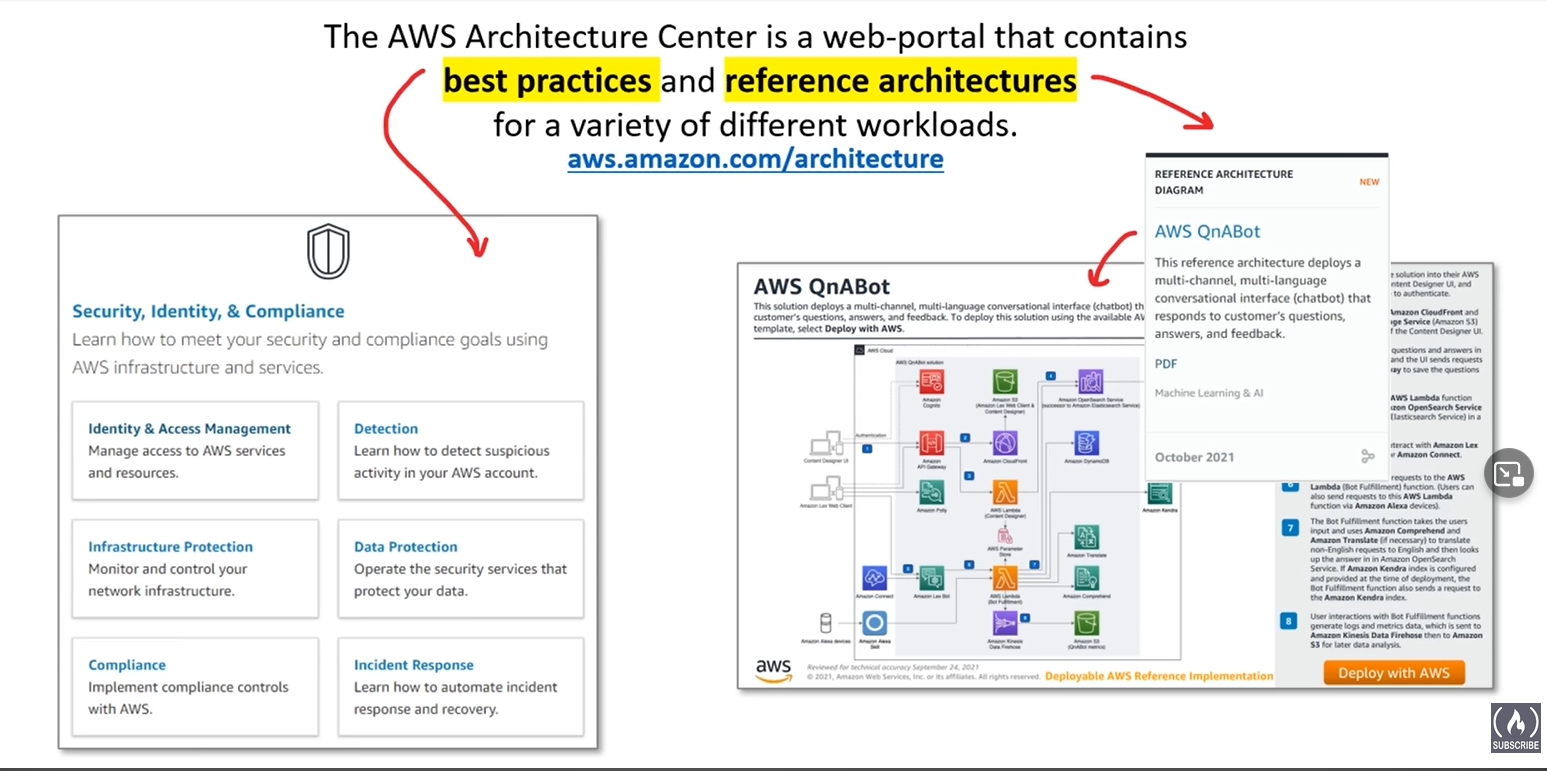 The AWS Architecture Center is a web-portal that contains
best practices and reference architectures
for a variety of different workloads.
aws.amazon.com/architecture
Security, Identity, & Compliance
Learn how to meet your security and compliance goals using
AWS infrastructure and services.
Identity & Access Management
Manage access to AWS services
and resources.
Detection
Learn how to detect suspicious
activity in your AWS account.
Infrastructure Protection
Monitor and control your
network infrastructure.
Data Protection
Operate the security services that
protect your data.
Compliance
Implement compliance controls
with AWS.
Incident Response
Learn how to automate incident
response and recovery.
REFERENCE ARCHITECTURE
DIAGRAM
NEW
AWS QnABot
This reference architecture deploys a
multi-channel, multi-language
conversational interface (chatbot) that
responds to customer's questions,
answers, and feedback.
PDF
Machine Learning & AI
October 2021
AWS QnABot
This solution deploys a multi-channel, multi-language conversational interface (chatbot) th
customer's questions, answers, and feedback. To deploy this solution using the available AW
template, select Deploy with AWS.
AWS Cloud
AWS QnABot solution
Amazon
Cognito
Amazon S3
(Amazon Lex Web Client &
Content Designer)
4
Amazon OpenSearch Service
(successor to Amazon Elasticsearch Service)
Authentication
1
Content Designer UI
Amazon
API Gateway
2
Amazon CloudFront
Amazon DynamoDB
3
Amazon Lex Web Client
Amazon Polly
AWS Lambda
(Content Designer)
Amazon Kendra
AWS Parameter
Store
Amazon Translate
5
6
7
Amazon Connect
Amazon Lex Bot
AWS Lambda
(Bot Fulfillment)
Amazon Comprehend
Amazon Alexa devices
Amazon Alexa
Skill
Amazon Kinesis
Data Firehose
8
Amazon S3
(QnABot metrics)
aws
Reviewed for technical accuracy September 24, 2021
© 2021, Amazon Web Services, Inc. or its affiliates. All rights reserved.
Deployable AWS Reference Implementation
e solution into their AWS
ntent Designer UI, and
to authenticate.
Amazon CloudFront and
ge Service (Amazon S3)
f the Content Designer UI.
questions and answers in
and the UI sends requests
ay to save the questions
AWS Lambda function
zon OpenSearch Service
Elasticsearch Service) in a
teract with Amazon Lex
r Amazon Connect.
requests to the AWS
6
Lambda (Bot Fulfillment) function. (Users can
also send requests to this AWS Lambda
function via Amazon Alexa devices).
7
The Bot Fulfillment function takes the users
input and uses Amazon Comprehend and
Amazon Translate (if necessary) to translate
non-English requests to English and then looks
up the answer in in Amazon OpenSearch
Service. If Amazon Kendra index is configured
and provided at the time of deployment, the
Bot Fulfillment function also sends a request to
the Amazon Kendra index.
8
User interactions with Bot Fulfillment functions
generate logs and metrics data, which is sent to
Amazon Kinesis Data Firehose then to Amazon
S3 for later data analysis.
Deploy with AWS
SUBSCRIBE